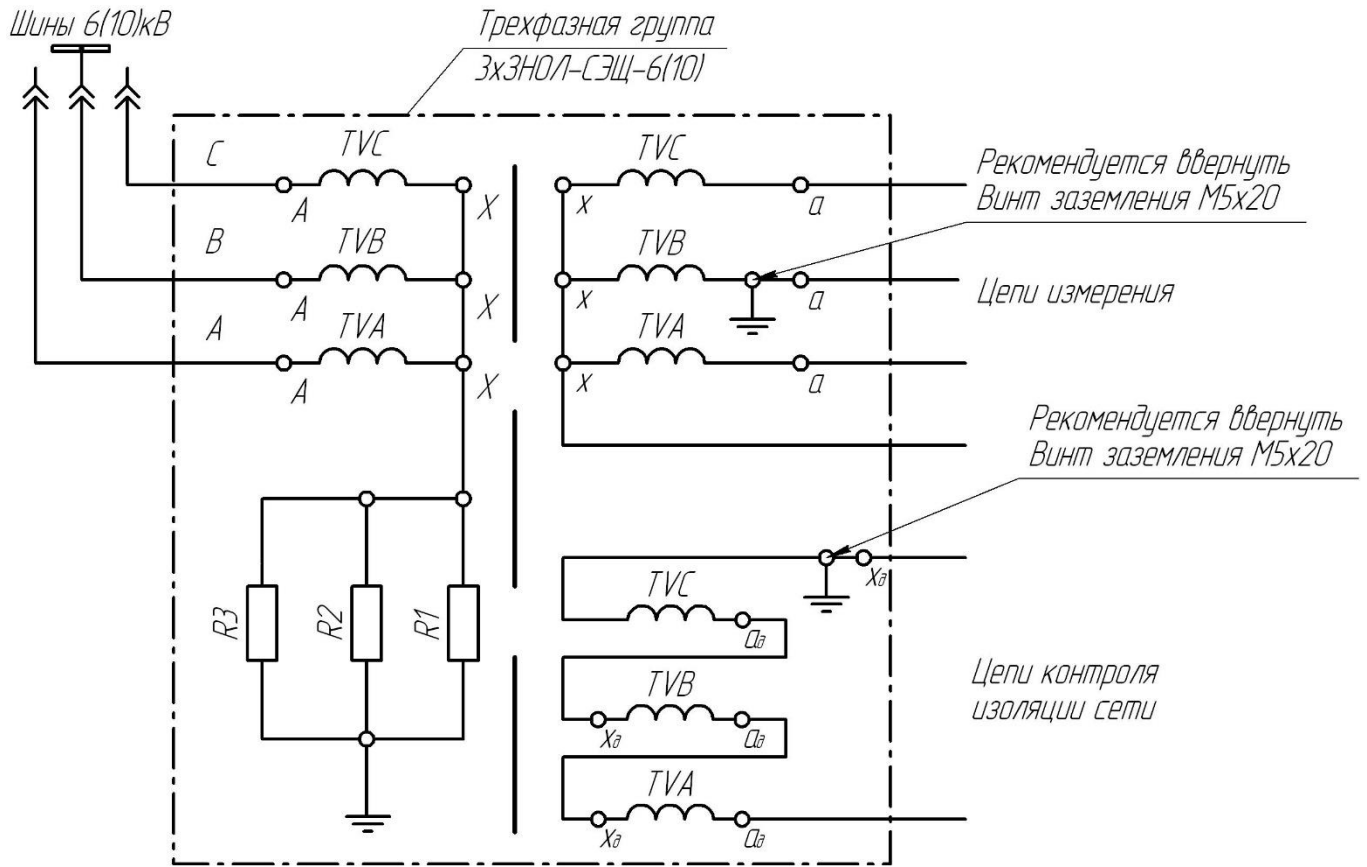 Шины 6(10)кВ
Трехфазная группа
3хЗНОЛ-СЭЩ-6(10)
C TVC TVC
A X x a
Рекомендуется ввернуть
Винт заземления М5х20
B TVB TVB
A X x a
Цепи измерения
A TVA TVA
A X x a
Рекомендуется ввернуть
Винт заземления М5х20
xд
R3 R2 R1
TVC
aд
TVB
xд aд
Цепи контроля
изоляции сети
TVA
xд aд